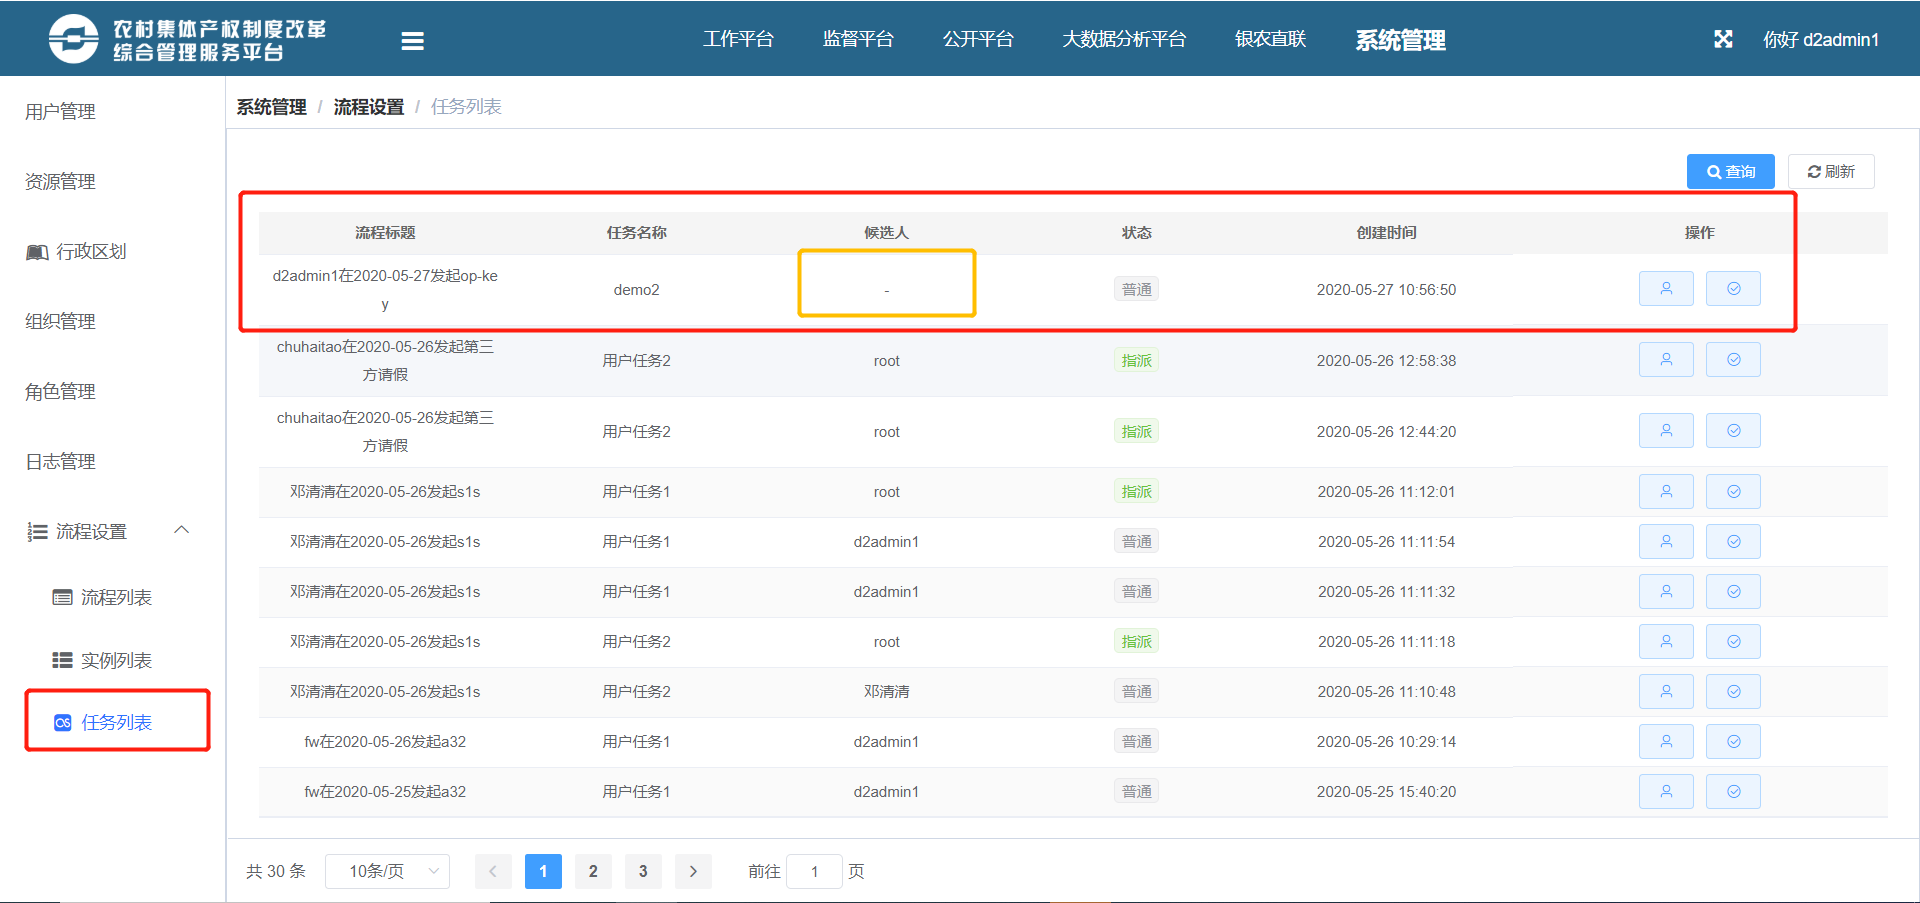 农村集体产权制度改革
综合管理服务平台
工作平台 监督平台 公开平台 大数据分析平台 银农直联 系统管理 你好 d2admin1
用户管理
资源管理
行政区划
组织管理
角色管理
日志管理
流程设置
流程列表
实例列表
任务列表
系统管理 / 流程设置 / 任务列表
查询 刷新
流程标题 任务名称 候选人 状态 创建时间 操作
d2admin1在2020-05-27发起op-ke
y
demo2 - 普通 2020-05-27 10:56:50
chuhaitao在2020-05-26发起第三
方请假
用户任务2 root 指派 2020-05-26 12:58:38
chuhaitao在2020-05-26发起第三
方请假
用户任务2 root 指派 2020-05-26 12:44:20
邓清清在2020-05-26发起s1s 用户任务1 root 指派 2020-05-26 11:12:01
邓清清在2020-05-26发起s1s 用户任务1 d2admin1 普通 2020-05-26 11:11:54
邓清清在2020-05-26发起s1s 用户任务1 d2admin1 普通 2020-05-26 11:11:32
邓清清在2020-05-26发起s1s 用户任务2 root 指派 2020-05-26 11:11:18
邓清清在2020-05-26发起s1s 用户任务2 邓清清 普通 2020-05-26 11:10:48
fw在2020-05-26发起a32 用户任务1 d2admin1 普通 2020-05-26 10:29:14
fw在2020-05-25发起a32 用户任务1 d2admin1 普通 2020-05-25 15:40:20
共 30 条 10条/页 1 2 3 前往 1 页